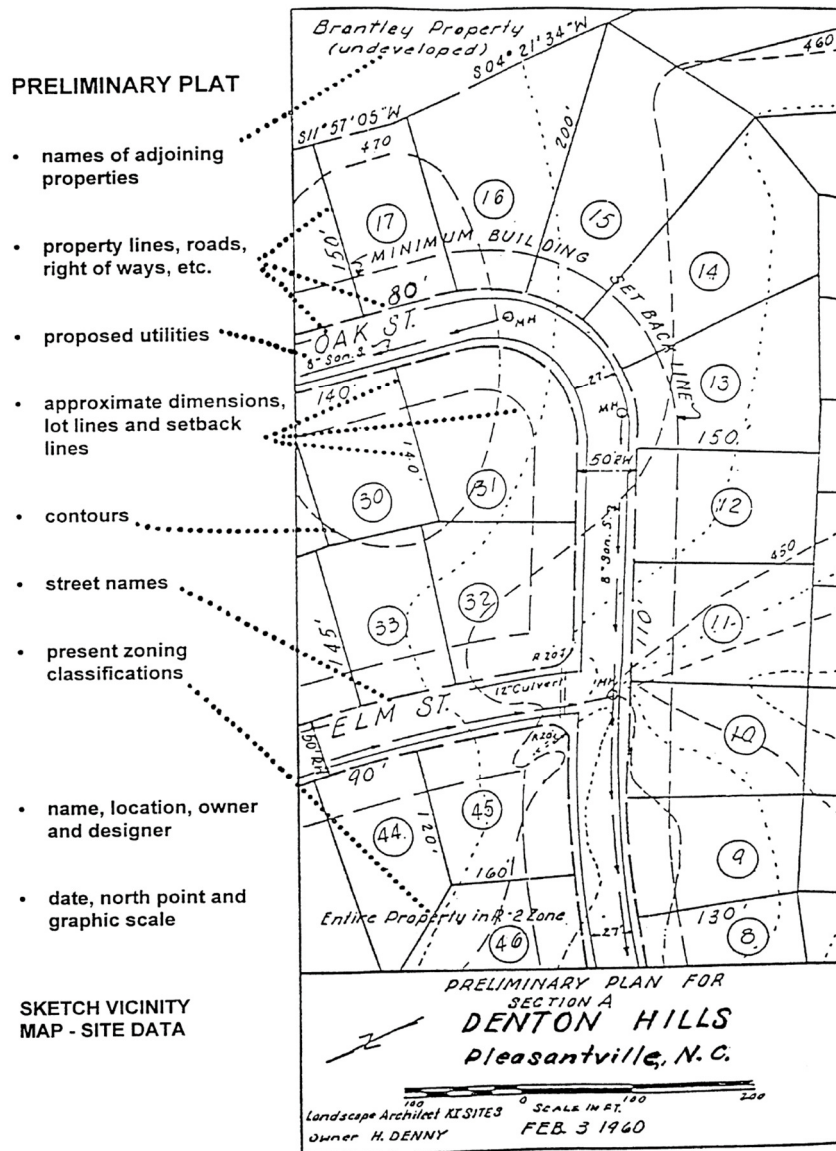 PRELIMINARY PLAT
• names of adjoining
properties
• property lines, roads,
right of ways, etc.
• proposed utilities
• approximate dimensions,
lot lines and setback
lines
• contours
• street names
• present zoning
classifications
• name, location, owner
and designer
• date, north point and
graphic scale
SKETCH VICINITY
MAP - SITE DATA
Brantley Property
(undeveloped)
S 04° 21' 34" W
460
S11° 57' 05" W
470
200'
16
17
15
150'
MINIMUM BUILDING
SET BACK LINE
14
80'
OAK ST.
MH
8" San. S.
27'
13
140'
MH
150'
140'
50' RW
30
31
12
8" San. S.
450
32
11
33
145'
110'
R 20'
12" Culvert
MH
ELM ST.
R 20'
10
50' RW
90'
45
44
120'
9
160'
130'
Entire Property in R-2 Zone
46
27'
8
PRELIMINARY PLAN FOR
SECTION A
DENTON HILLS
Pleasantville, N.C.
Z
100 0 100 200
SCALE IN FT.
Landscape Architect KI SITES
Owner H. DENNY
FEB. 3 1960